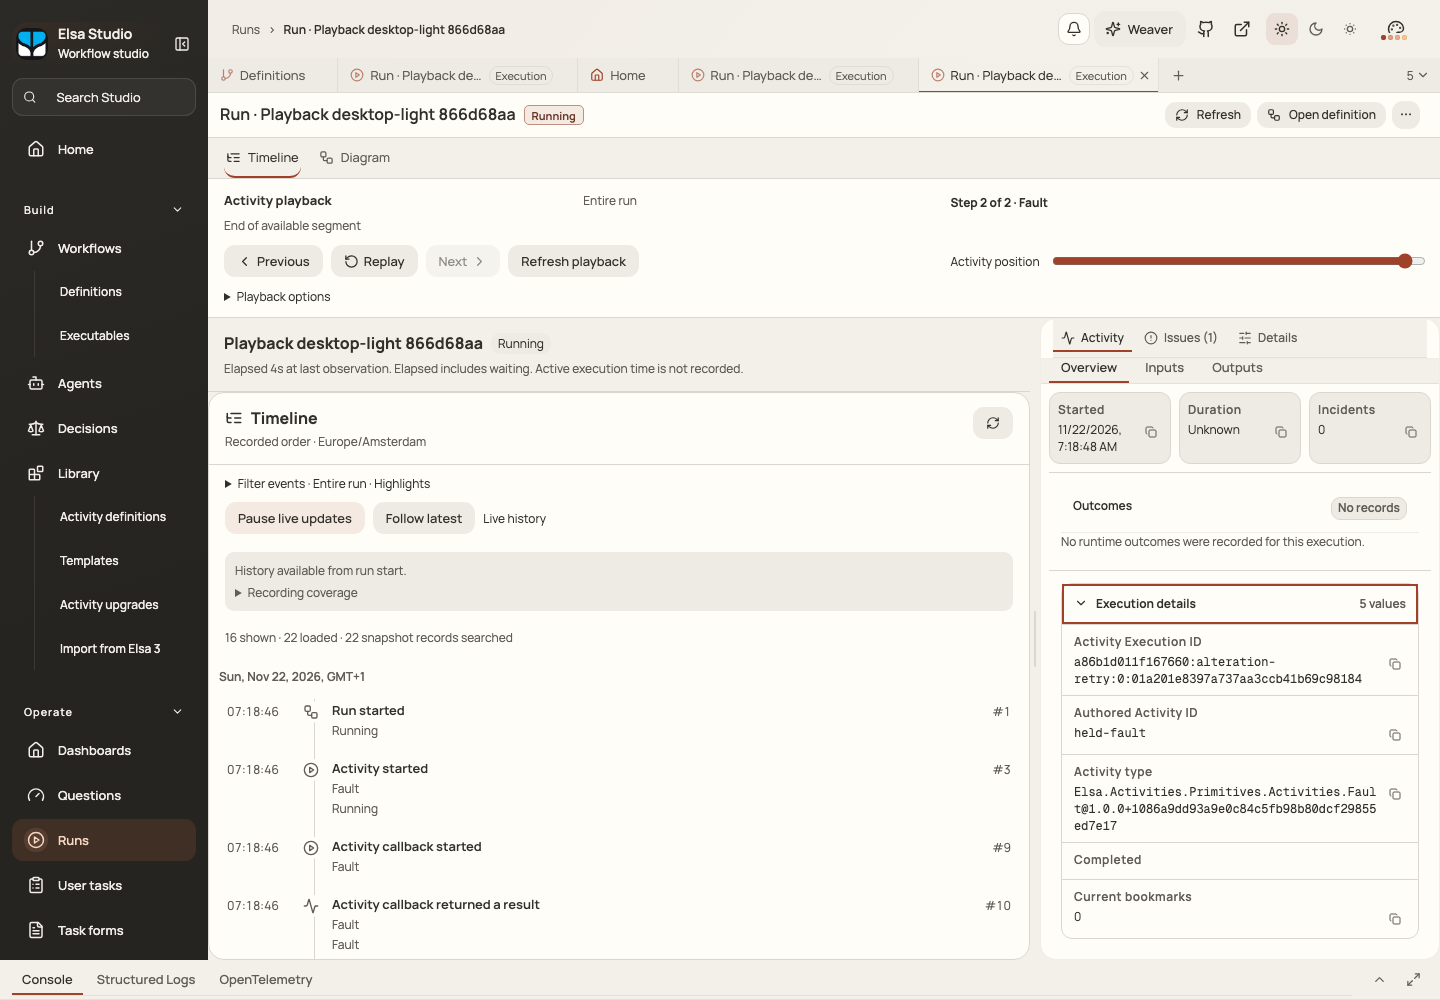 Elsa Studio
Workflow studio
Search Studio
Home
Build
Workflows
Definitions
Executables
Agents
Decisions
Library
Activity definitions
Templates
Activity upgrades
Import from Elsa 3
Operate
Dashboards
Questions
Runs
User tasks
Task forms
Runs › Run · Playback desktop-light 866d68aa
Weaver
Definitions
Run · Playback de... Execution
Home
Run · Playback de... Execution
Run · Playback de... Execution
5
Run · Playback desktop-light 866d68aa Running
Refresh
Open definition
Timeline
Diagram
Activity playback
Entire run
Step 2 of 2 · Fault
End of available segment
Previous
Replay
Next
Refresh playback
Activity position
Playback options
Playback desktop-light 866d68aa Running
Elapsed 4s at last observation. Elapsed includes waiting. Active execution time is not recorded.
Timeline
Recorded order · Europe/Amsterdam
Filter events · Entire run · Highlights
Pause live updates
Follow latest
Live history
History available from run start.
Recording coverage
16 shown · 22 loaded · 22 snapshot records searched
Sun, Nov 22, 2026, GMT+1
07:18:46 Run started #1
Running
07:18:46 Activity started #3
Fault
Running
07:18:46 Activity callback started #9
Fault
07:18:46 Activity callback returned a result #10
Fault
Fault
Activity
Issues (1)
Details
Overview
Inputs
Outputs
Started
11/22/2026,
7:18:48 AM
Duration
Unknown
Incidents
0
Outcomes
No records
No runtime outcomes were recorded for this execution.
Execution details
5 values
Activity Execution ID
a86b1d011f167660:alteration-
retry:0:01a201e8397a737aa3ccb41b69c98184
Authored Activity ID
held-fault
Activity type
Elsa.Activities.Primitives.Activities.Faul
t@1.0.0+1086a9dd93a9e0c84c5fb98b80dcf29855
ed7e17
Completed
Current bookmarks
0
Console
Structured Logs
OpenTelemetry